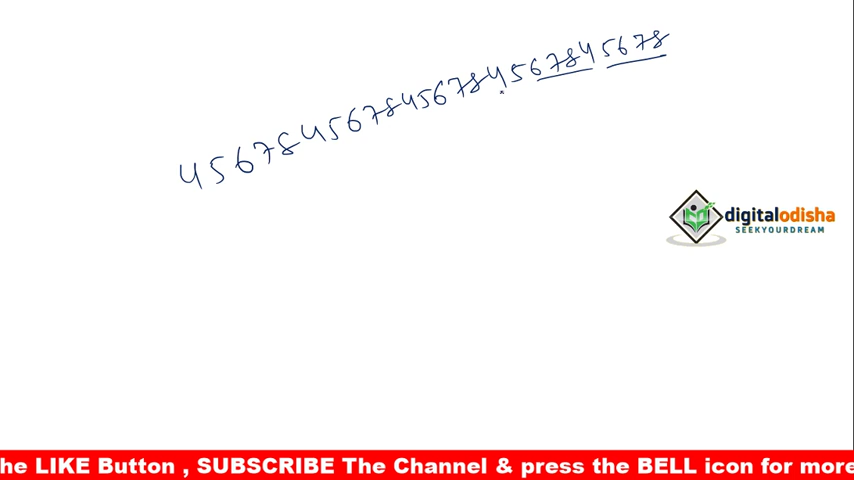 4567845678456784567845678
digitalodisha
SEEKYOURDREAM
he LIKE Button , SUBSCRIBE The Channel & press the BELL icon for more